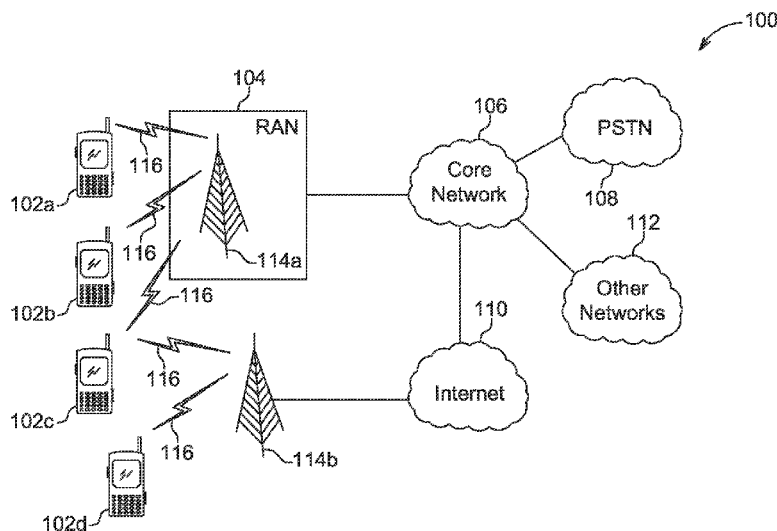 100
104
RAN
116
102a
116
102b
116
114a
106
Core
Network
PSTN
108
112
Other
Networks
110
Internet
116
102c
116
114b
102d